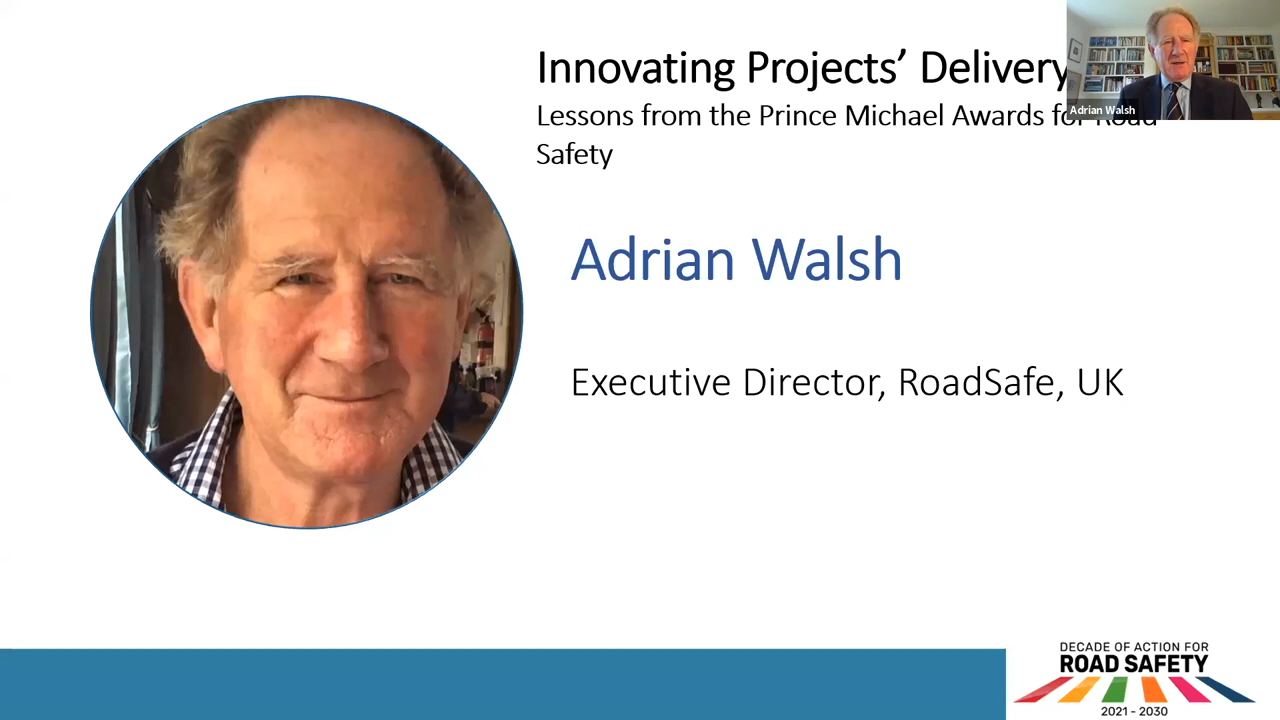 Innovating Projects' Delivery
Lessons from the Prince Michael Awards for Road
Safety
Adrian Walsh
Adrian Walsh
Executive Director, RoadSafe, UK
DECADE OF ACTION FOR
ROAD SAFETY
2021 - 2030